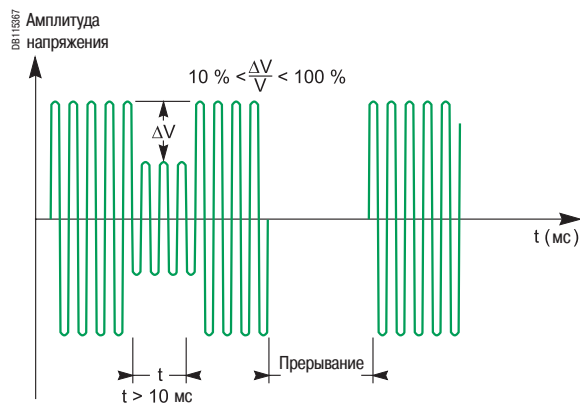 DB115367
Амплитуда
напряжения
10 % < ΔV/V < 100 %
ΔV
t (мс)
Прерывание
t
t > 10 мс